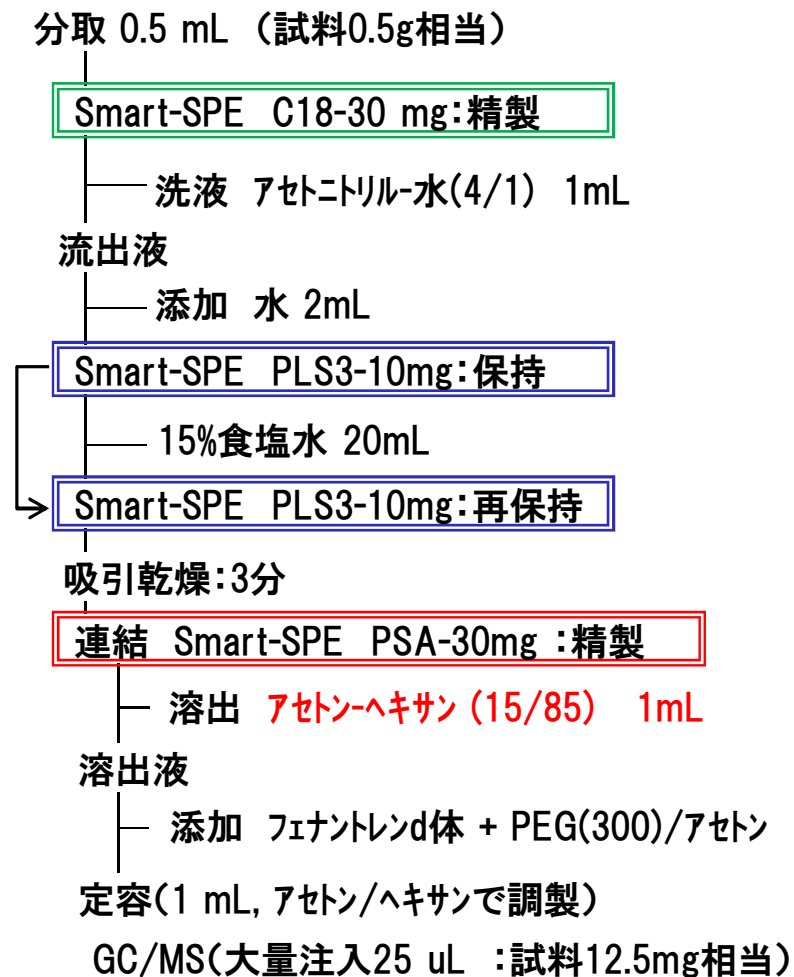 分取 0.5 mL （試料0.5g相当）
Smart-SPE C18-30 mg：精製
洗液 ｱｾﾄﾆﾄﾘﾙ-水(4/1) 1mL
流出液
添加 水 2mL
Smart-SPE PLS3-10mg：保持
15%食塩水 20mL
Smart-SPE PLS3-10mg：再保持
吸引乾燥：3分
連結 Smart-SPE PSA-30mg ：精製
溶出 ｱｾﾄﾝ-ﾍｷｻﾝ (15/85) 1mL
溶出液
添加 ﾌｪﾅﾝﾄﾚﾝd体 + PEG(300)/ｱｾﾄﾝ
定容(1 mL, ｱｾﾄﾝ/ﾍｷｻﾝで調製）
GC/MS(大量注入25 uL ：試料12.5mg相当）